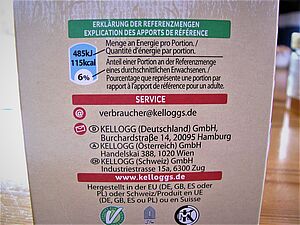 ERKLÄRUNG DER REFERENZMENGEN
EXPLICATION DES APPORTS DE RÉFÉRENCE
485kJ
115kcal
6%
Menge an Energie pro Portion. /
Quantité d'énergie par portion.
Anteil einer Portion an der Referenzmenge
eines durchschnittlichen Erwachsenen. /
Pourcentage que représente une portion par
rapport à l'apport de référence pour un adulte.
SERVICE
@ verbraucher@kelloggs.de
KELLOGG (Deutschland) GmbH,
Burchardstraße 14, 20095 Hamburg
KELLOGG (Österreich) GmbH
Handelskai 388, 1020 Wien
KELLOGG (Schweiz) GmbH
Industriestrasse 15a, 6300 Zug
www.kelloggs.de
Hergestellt in der EU (DE, GB, ES oder
PL) oder Schweiz/Produit en UE
(DE, GB, ES ou PL) ou en Suisse